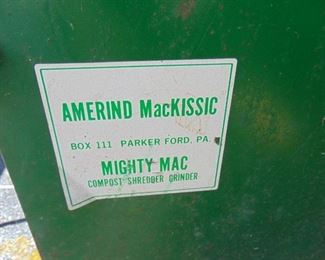 AMERIND MacKISSIC
BOX 111 PARKER FORD, PA.
MIGHTY MAC
COMPOST SHREDDER GRINDER